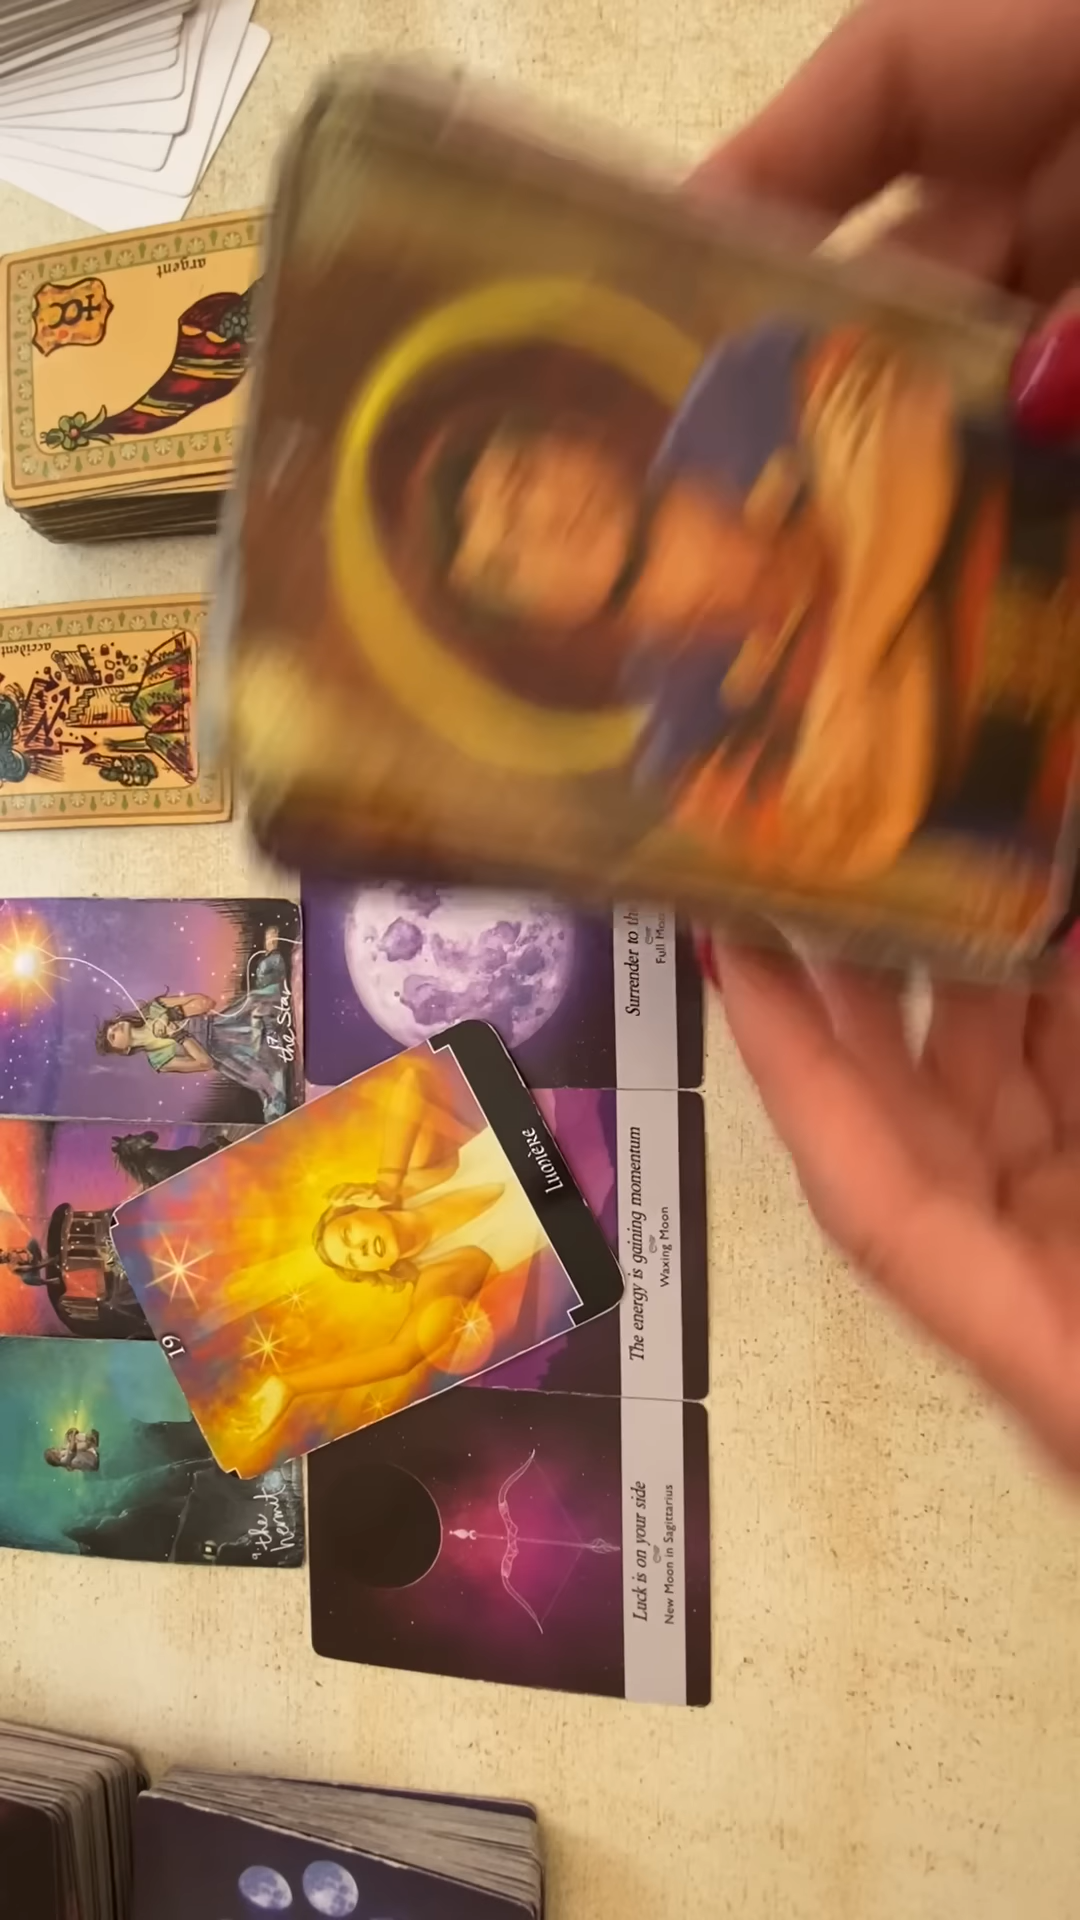 argent
accident
17.
the star
Surrender to the
Full Moon
Lumière
19
The energy is gaining momentum
Waxing Moon
9. the
hermit
Luck is on your side
New Moon in Sagittarius